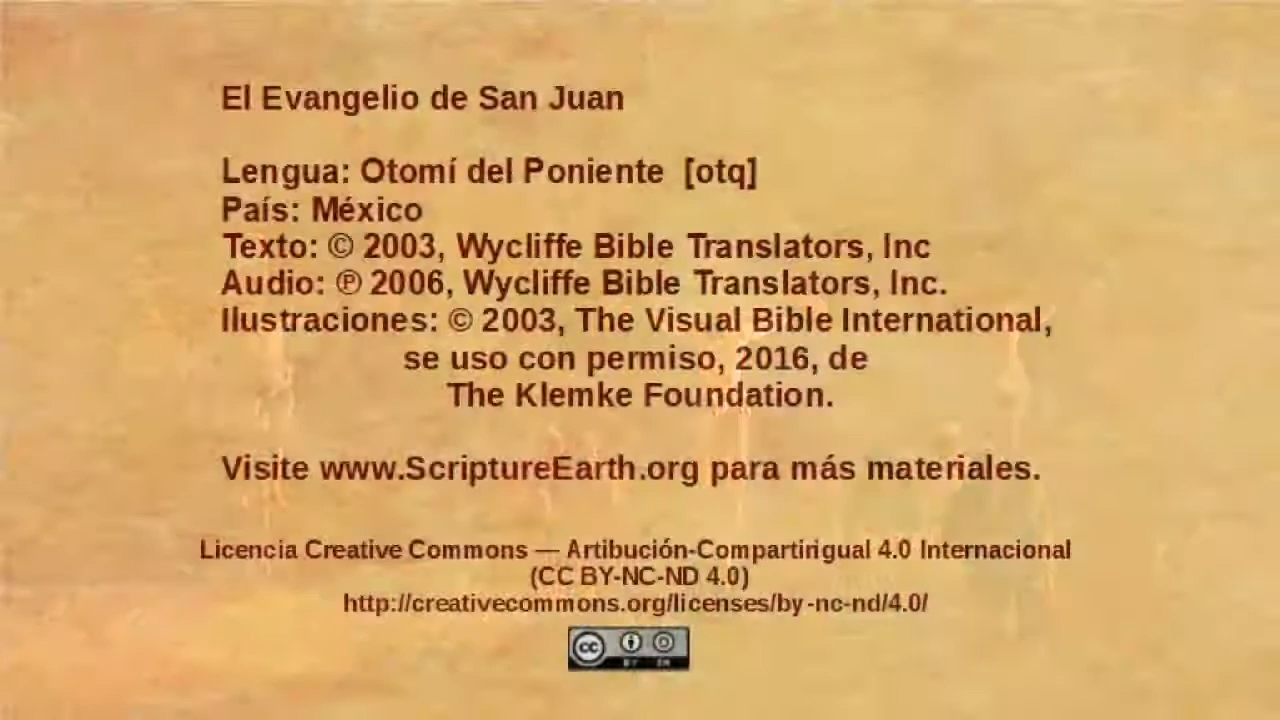 El Evangelio de San Juan
Lengua: Otomí del Poniente [otq]
País: México
Texto: © 2003, Wycliffe Bible Translators, Inc
Audio: ℗ 2006, Wycliffe Bible Translators, Inc.
Ilustraciones: © 2003, The Visual Bible International,
se uso con permiso, 2016, de
The Klemke Foundation.
Visite www.ScriptureEarth.org para más materiales.
Licencia Creative Commons — Artibución-Compartirigual 4.0 Internacional
(CC BY-NC-ND 4.0)
http://creativecommons.org/licenses/by-nc-nd/4.0/
cc BY